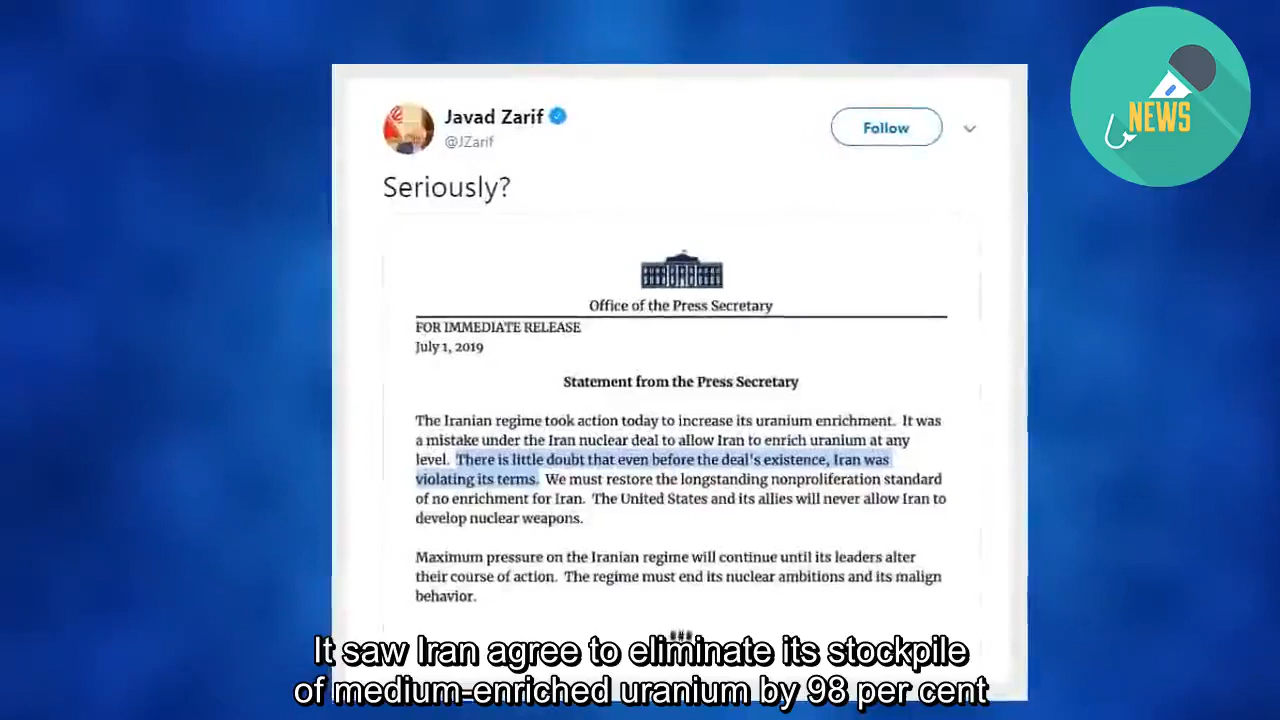 NEWS
Javad Zarif
@JZarif
Follow
Seriously?
Office of the Press Secretary
FOR IMMEDIATE RELEASE
July 1, 2019
Statement from the Press Secretary
The Iranian regime took action today to increase its uranium enrichment. It was
a mistake under the Iran nuclear deal to allow Iran to enrich uranium at any
level. There is little doubt that even before the deal's existence, Iran was
violating its terms. We must restore the longstanding nonproliferation standard
of no enrichment for Iran. The United States and its allies will never allow Iran to
develop nuclear weapons.
Maximum pressure on the Iranian regime will continue until its leaders alter
their course of action. The regime must end its nuclear ambitions and its malign
behavior.
###
It saw Iran agree to eliminate its stockpile
of medium-enriched uranium by 98 per cent